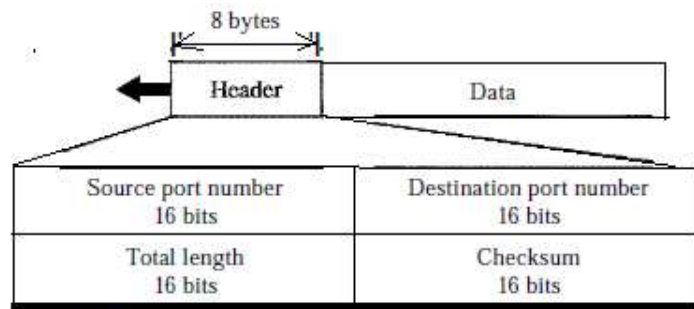 8 bytes
Header
Data
Source port number
16 bits
Destination port number
16 bits
Total length
16 bits
Checksum
16 bits